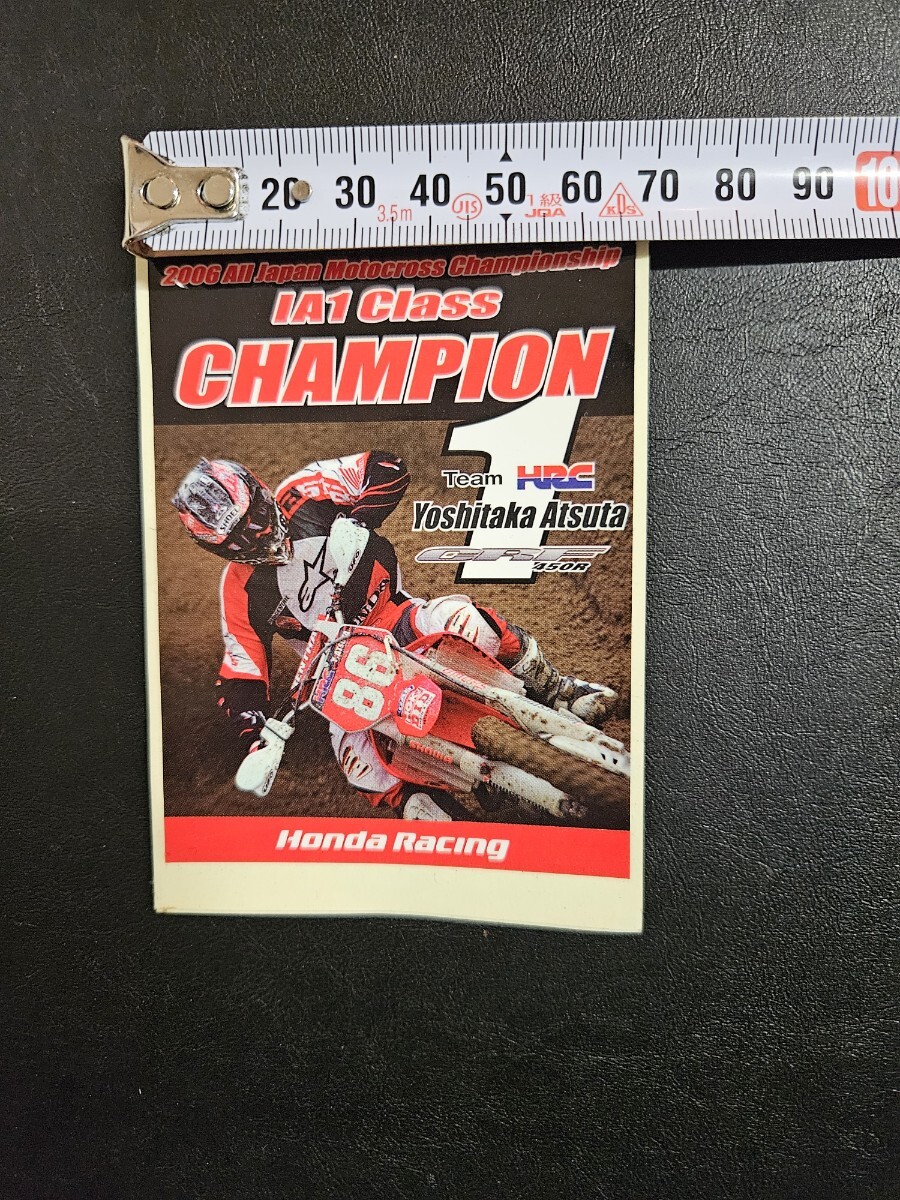 20 30 40 50 60 70 80 90 10
3.5m JIS 1級 JQA KDS
2006 All Japan Motocross Championship
IA1 Class
CHAMPION
1
Team HRC
Yoshitaka Atsuta
CRF
450R
86
Honda Racing